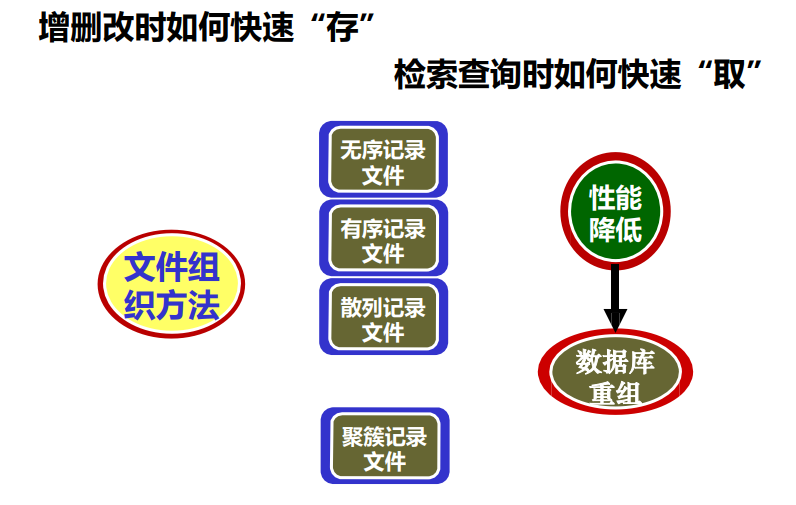 增删改时如何快速“存”
检索查询时如何快速“取”
无序记录
文件
有序记录
文件
散列记录
文件
聚簇记录
文件
文件组
织方法
性能
降低
数据库
重组